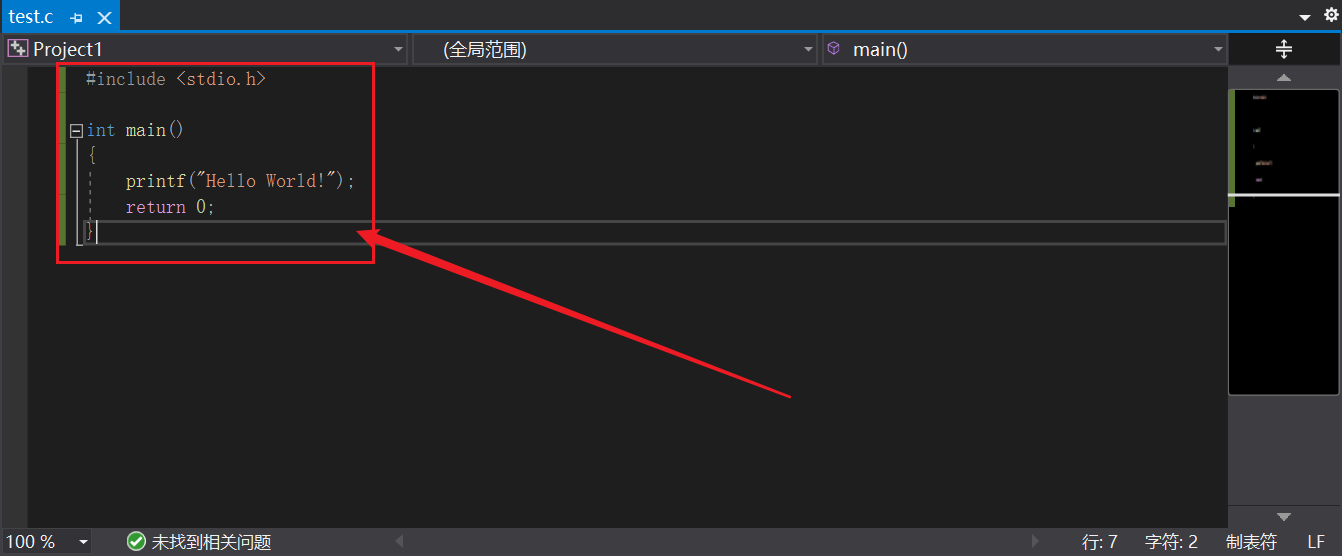 test.c
Project1 (全局范围) main()
#include <stdio.h>
int main()
{
printf("Hello World!");
return 0;
}
100 % 未找到相关问题 行: 7 字符: 2 制表符 LF